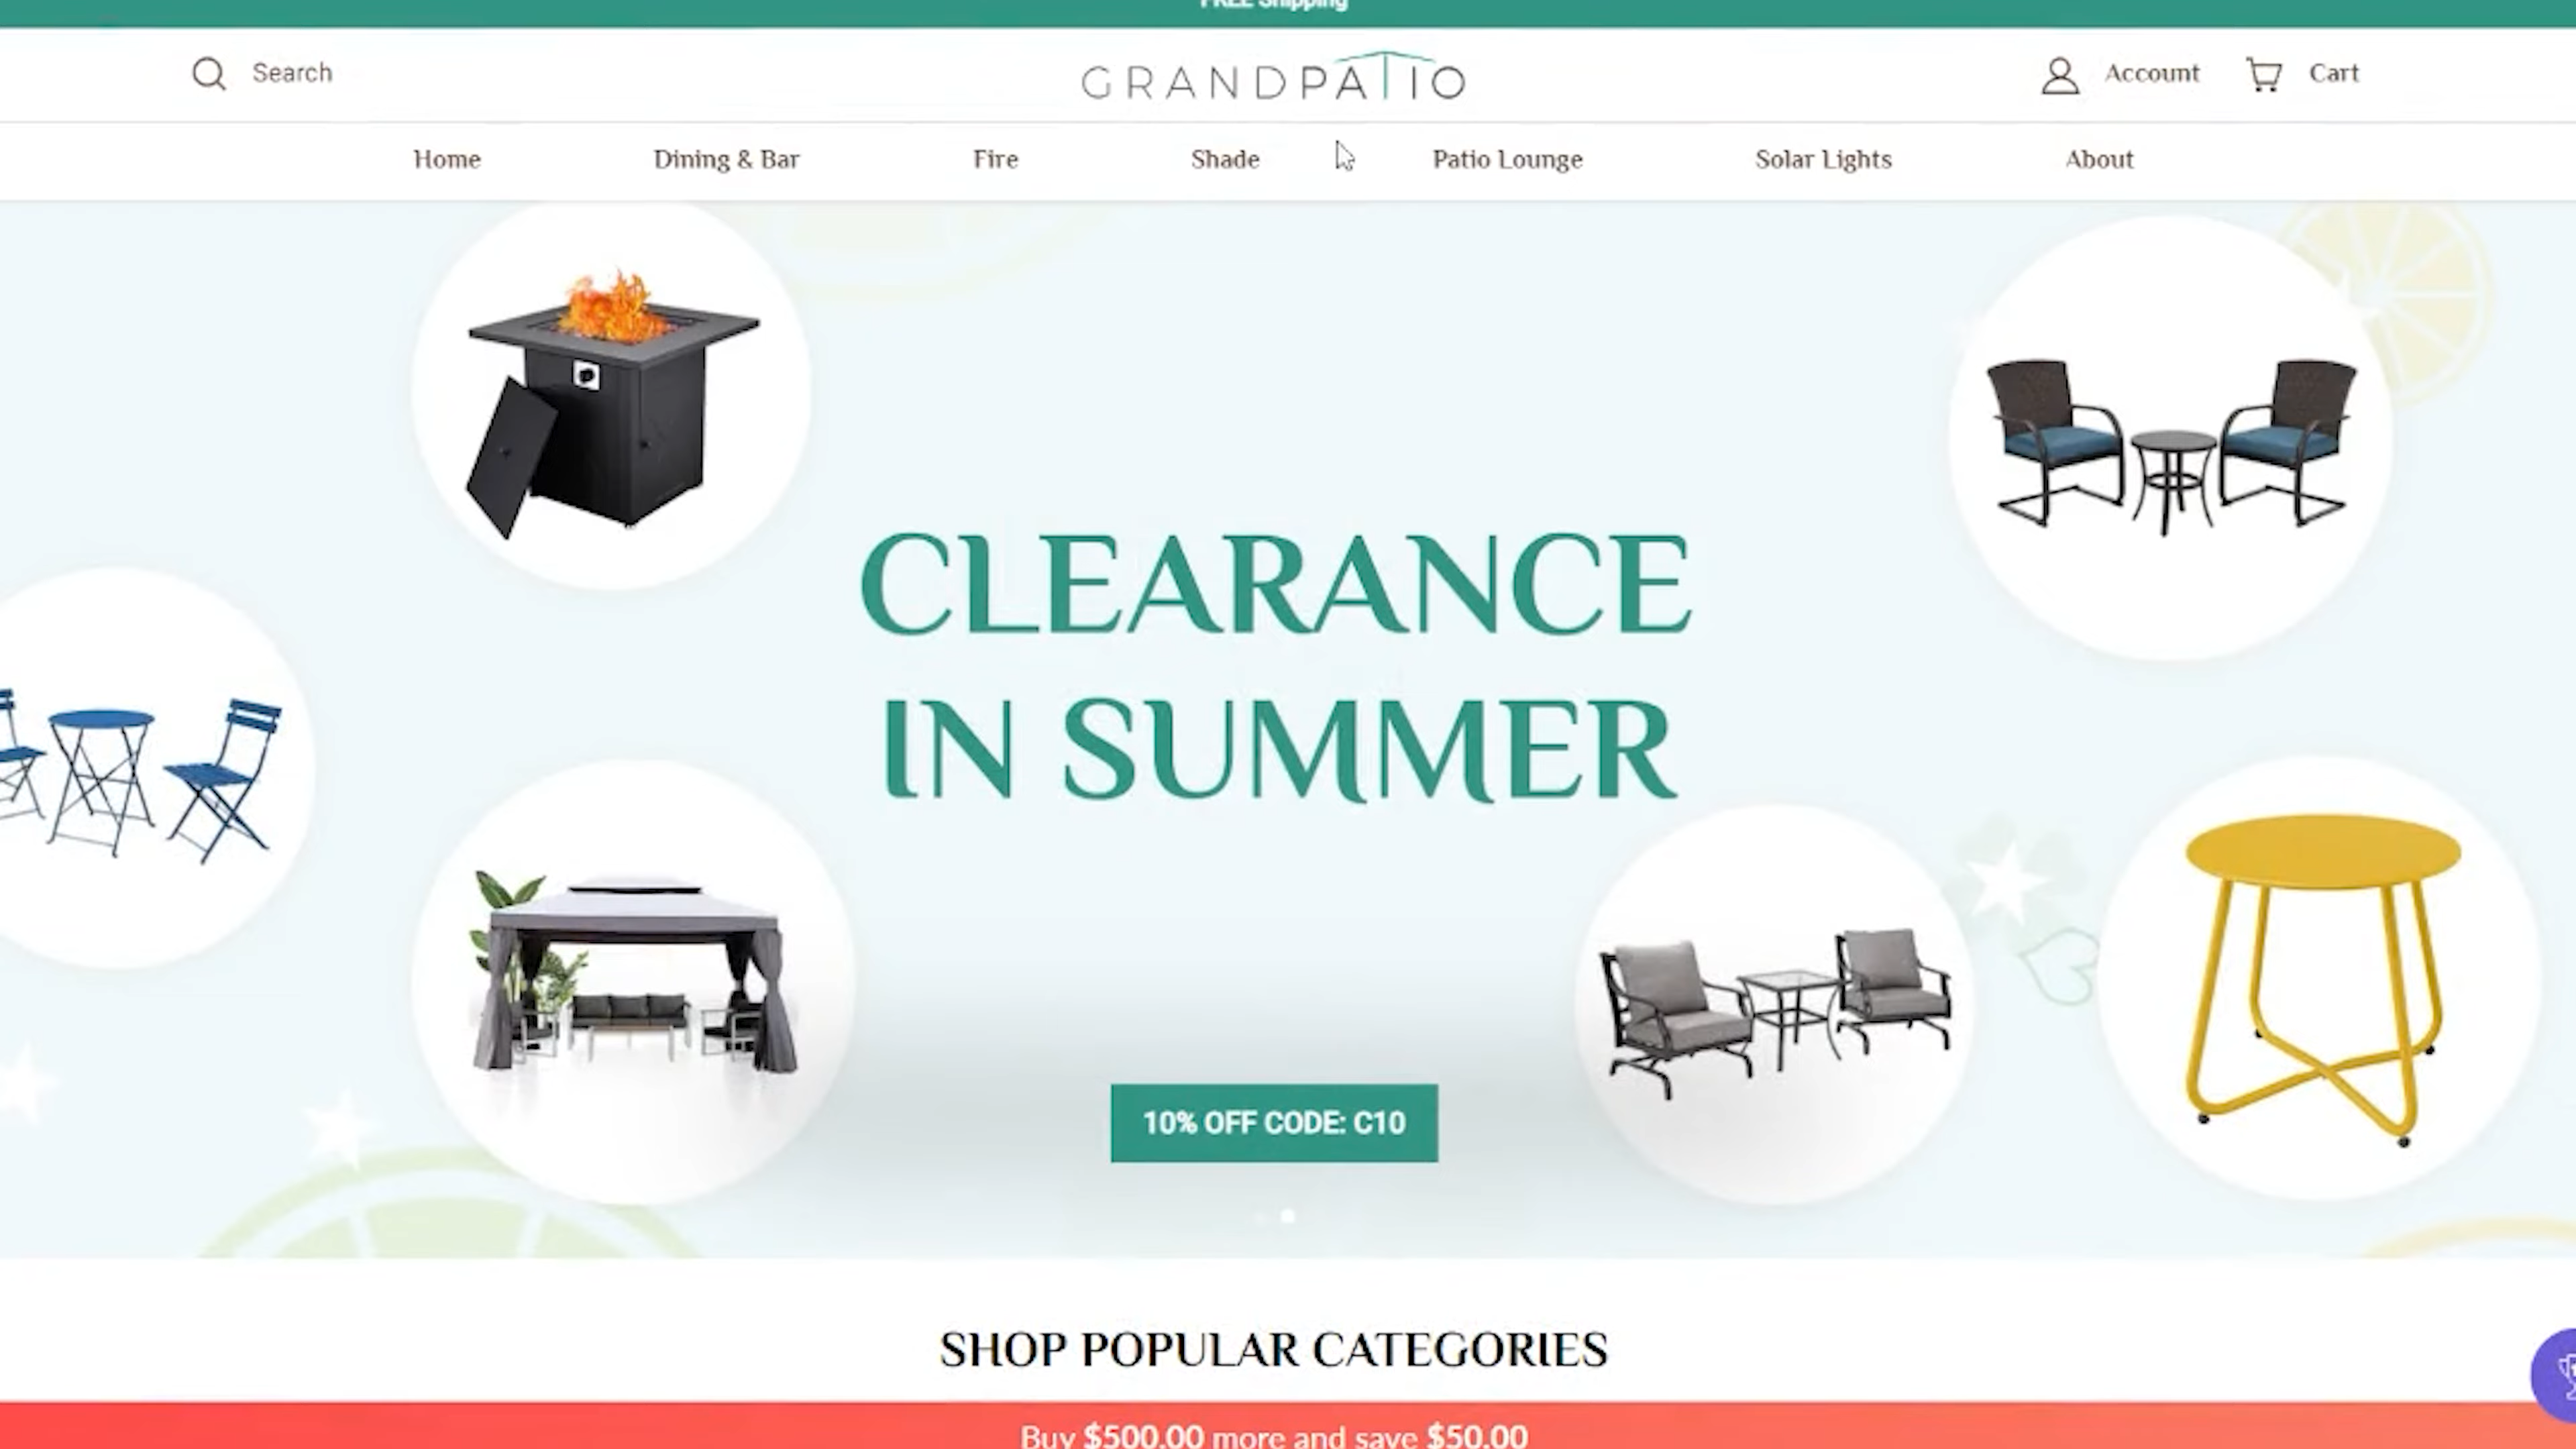 FREE Shipping
Search
GRANDPATIO
Account
Cart
Home
Dining & Bar
Fire
Shade
Patio Lounge
Solar Lights
About
CLEARANCE
IN SUMMER
10% OFF CODE: C10
SHOP POPULAR CATEGORIES
Buy $500.00 more and save $50.00